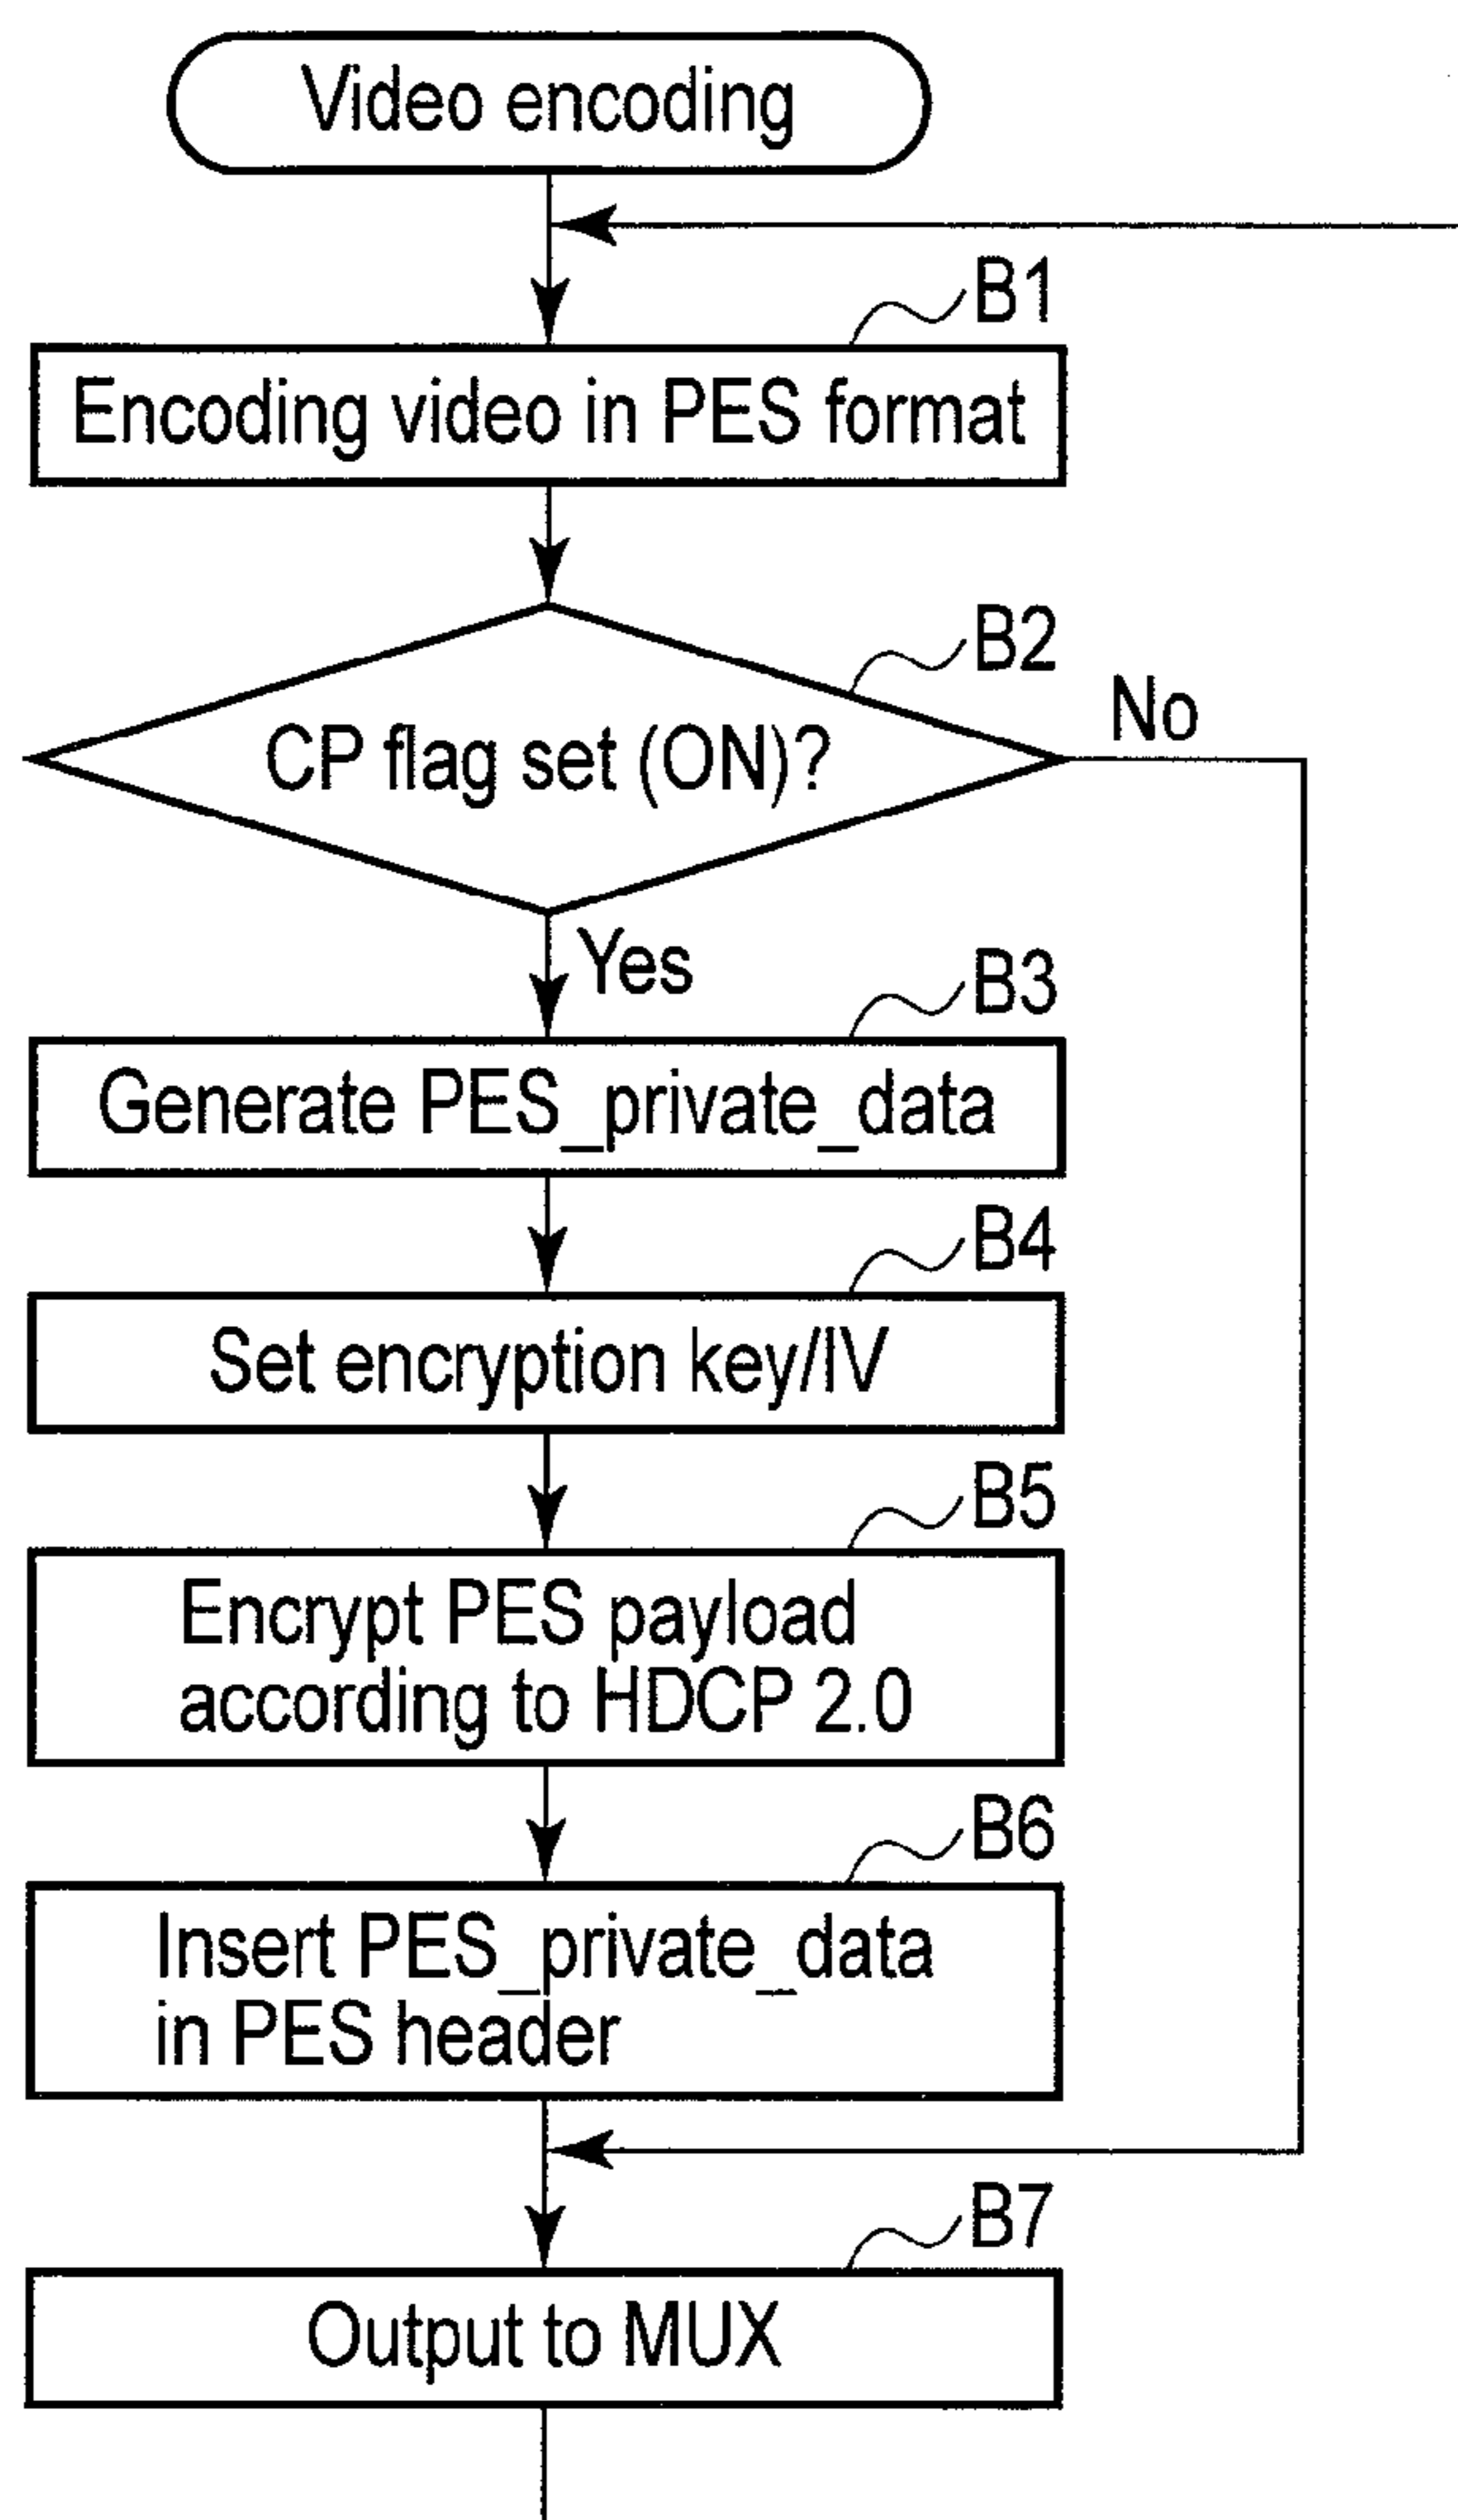 Video encoding
B1
Encoding video in PES format
B2
No
CP flag set (ON)?
Yes
B3
Generate PES_private_data
B4
Set encryption key/IV
B5
Encrypt PES payload
according to HDCP 2.0
B6
Insert PES_private_data
in PES header
B7
Output to MUX